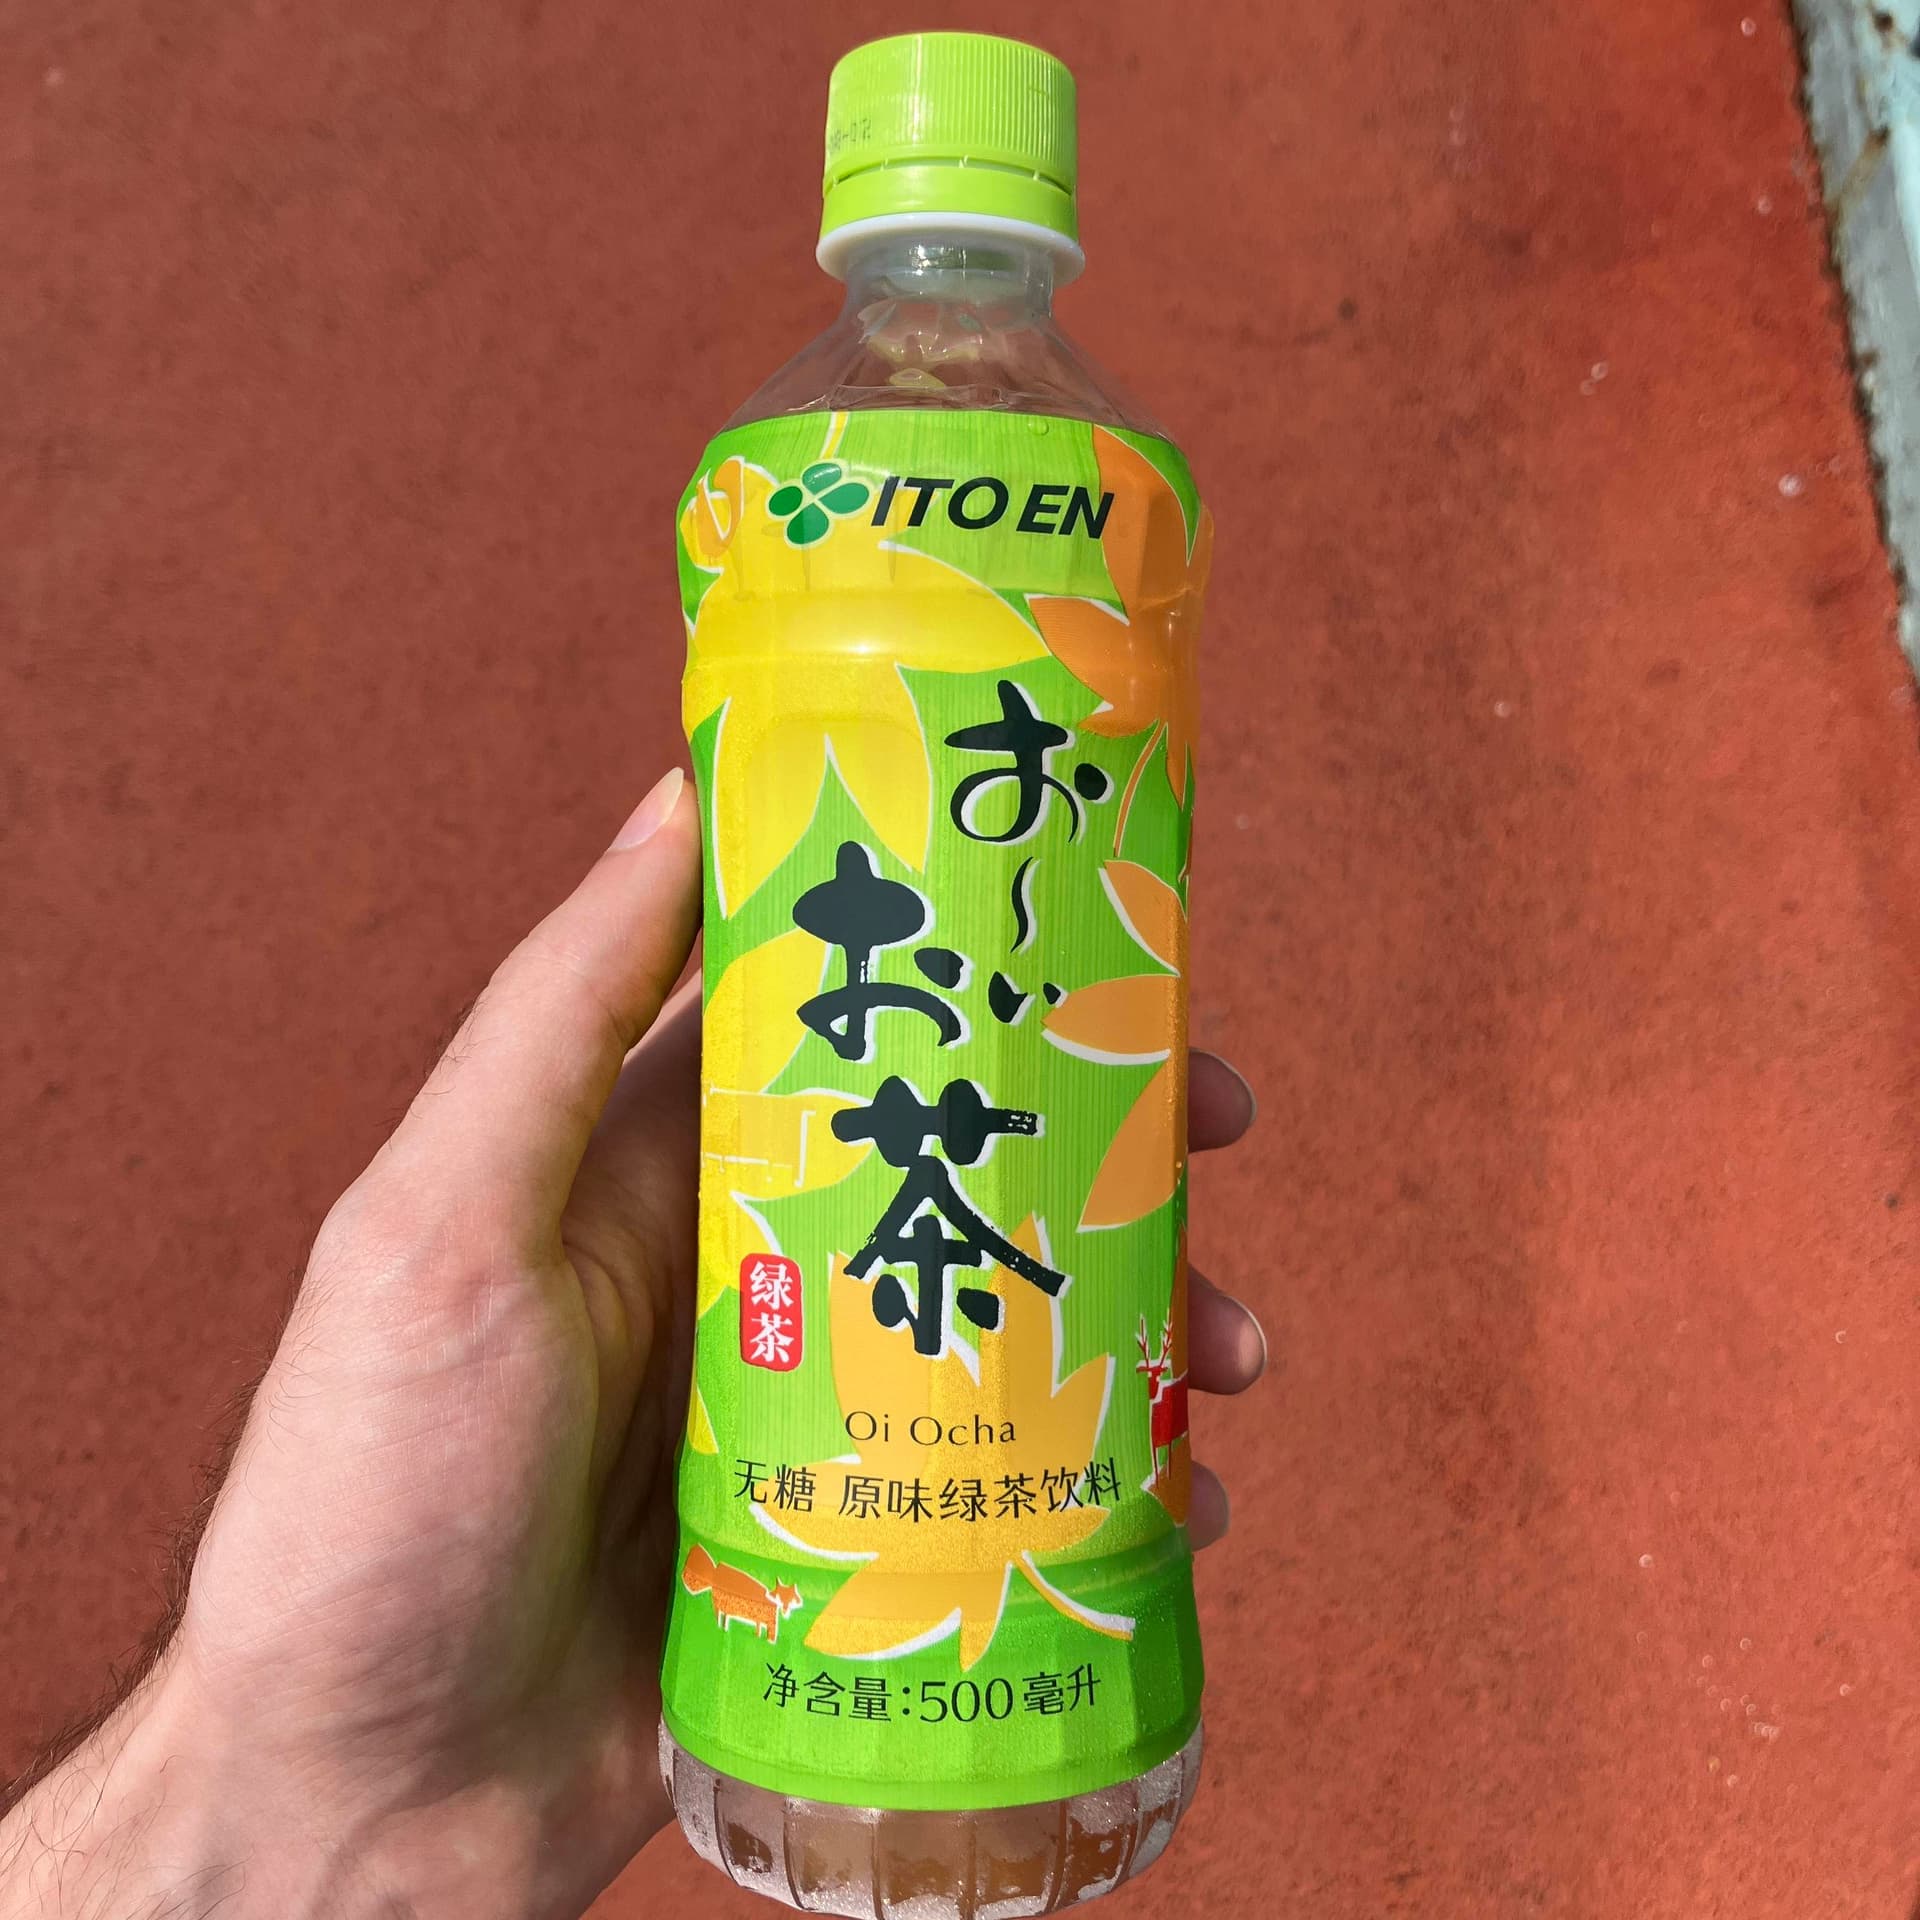 ITO EN
お～い
お茶
绿茶
Oi Ocha
无糖 原味绿茶饮料
净含量:500毫升